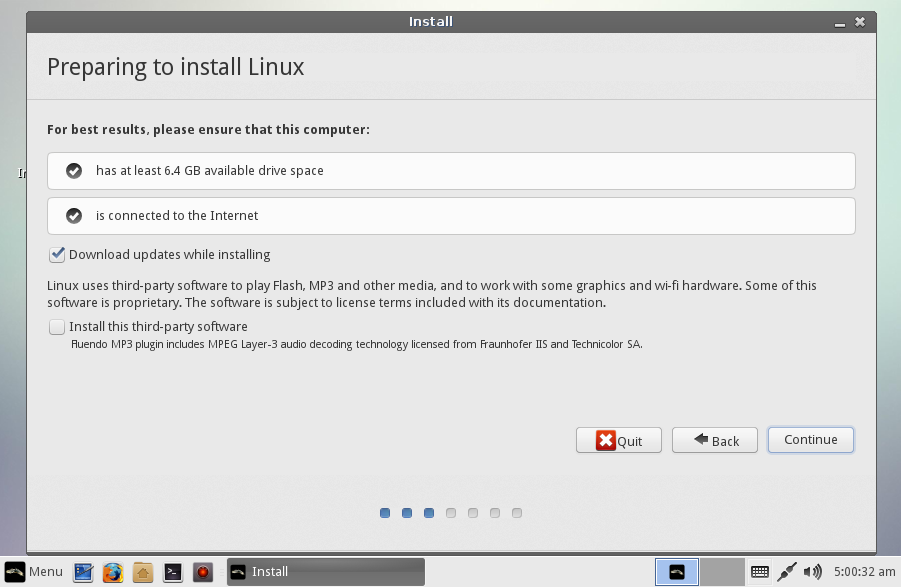 Install
Preparing to install Linux
For best results, please ensure that this computer:
has at least 6.4 GB available drive space
is connected to the Internet
Download updates while installing
Linux uses third-party software to play Flash, MP3 and other media, and to work with some graphics and wi-fi hardware. Some of this
software is proprietary. The software is subject to license terms included with its documentation.
Install this third-party software
Fluendo MP3 plugin includes MPEG Layer-3 audio decoding technology licensed from Fraunhofer IIS and Technicolor SA.
Quit Back Continue
Menu Install 5:00:32 am